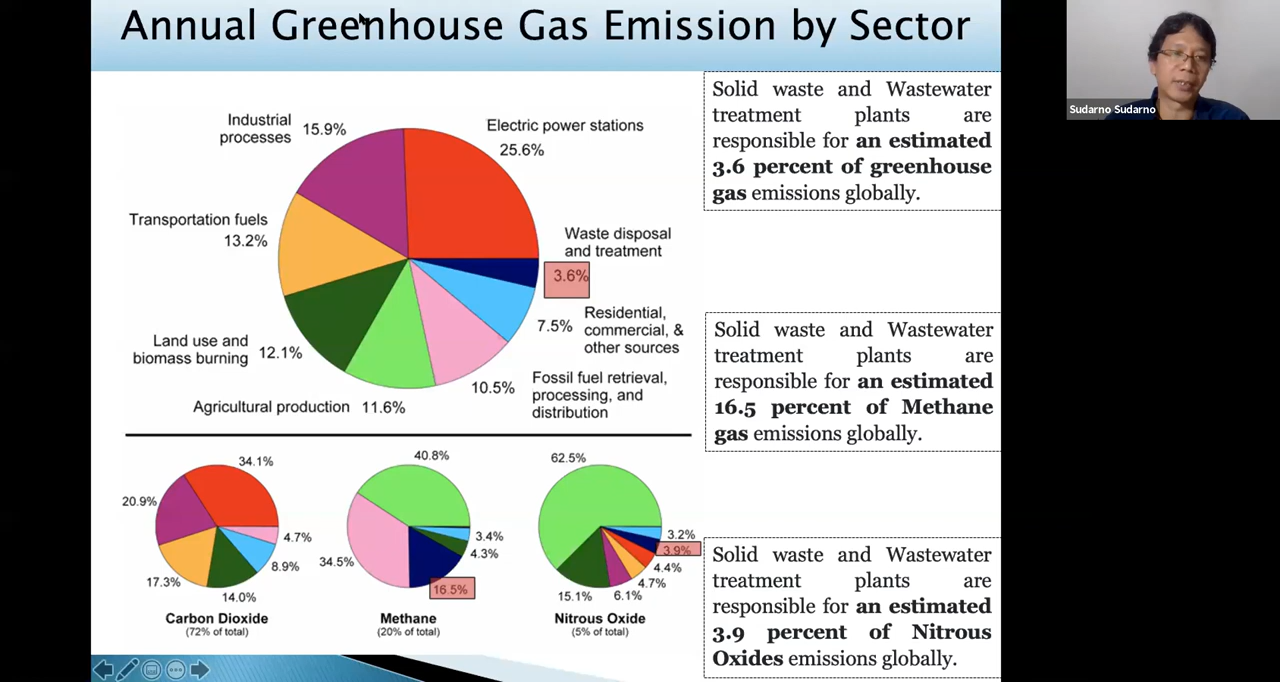 Annual Greenhouse Gas Emission by Sector
Industrial
processes
15.9%
Electric power stations
25.6%
Transportation fuels
13.2%
Waste disposal
and treatment
3.6%
Residential,
commercial, &
other sources
7.5%
Land use and
biomass burning
12.1%
Fossil fuel retrieval,
processing, and
distribution
10.5%
Agricultural production
11.6%
34.1%
20.9%
4.7%
8.9%
17.3%
14.0%
Carbon Dioxide
(72% of total)
40.8%
3.4%
4.3%
34.5%
16.5%
Methane
(20% of total)
62.5%
3.2%
3.9%
4.4%
4.7%
15.1%
6.1%
Nitrous Oxide
(5% of total)
Solid waste and Wastewater
treatment plants are
responsible for an estimated
3.6 percent of greenhouse
gas emissions globally.
Solid waste and Wastewater
treatment plants are
responsible for an estimated
16.5 percent of Methane
gas emissions globally.
Solid waste and Wastewater
treatment plants are
responsible for an estimated
3.9 percent of Nitrous
Oxides emissions globally.
Sudarno Sudarno